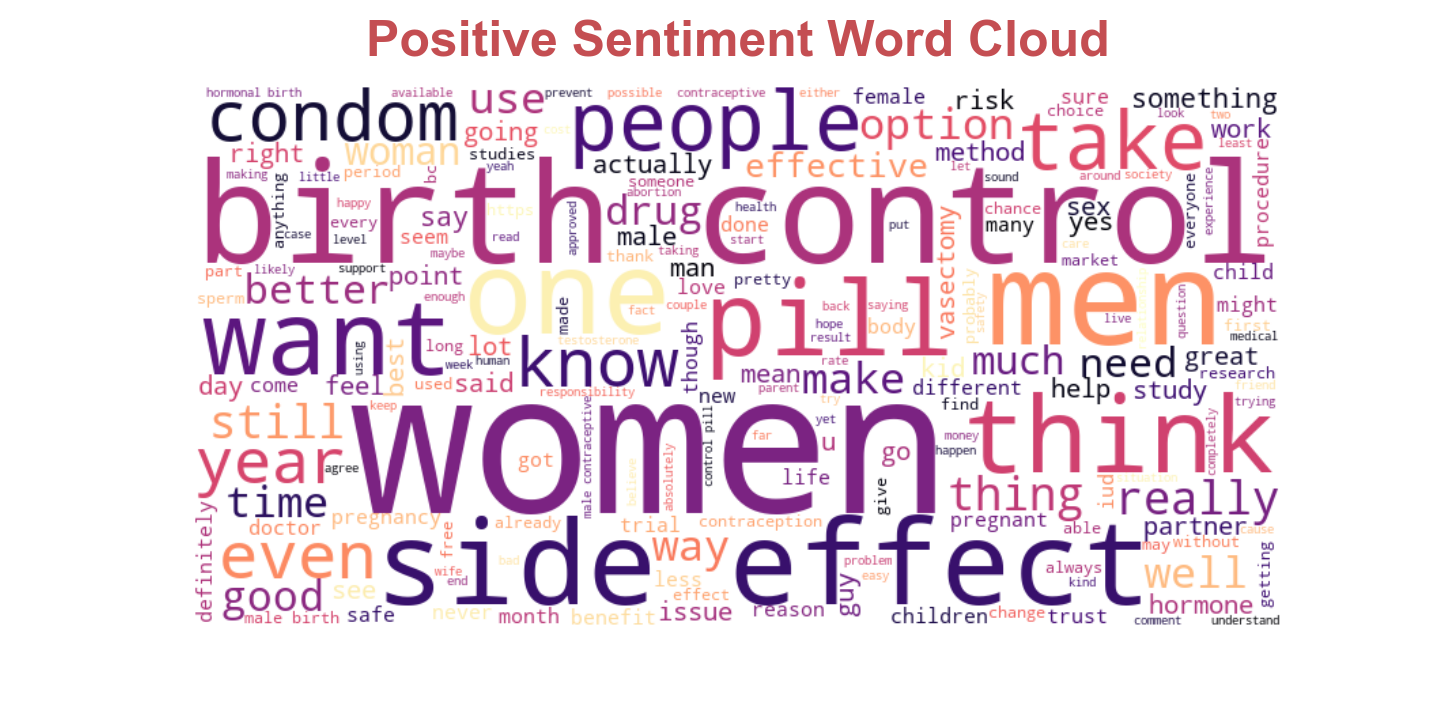 Positive Sentiment Word Cloud
hormonal birth
available
use
prevent
possible
contraceptive
either
female
risk
sure
something
condom
people
option
take
choice
look
two
work
least
going
cost
right
woman
studies
actually
effective
method
yeah
let
sound
around
society
procedure
making
little
period
bc
birth control
someone
abortion
anything
happy
every
case
level
say
seem
https
read
maybe
approved
drug
male
health
done
start
put
chance
many
sex
yes
everyone
experience
care
market
thank
taking
man
love
pretty
vasectomy
probably
safety
child
part
likely
support
point
better
enough
sperm
one
made
fact
couple
pill
back
saying
hope
result
body
men
live
question
might
first
medical
want
using
best
long
lot
week
human
testosterone
know
though
rate
kid
much
need
great
research
day
come
feel
used
said
responsibility
mean
parent
make
different
help
study
friend
trying
keep
new
try
find
still
women
think
year
agree
got
male contraceptive
believe
absolutely
control pill
far
yet
u
life
go
give
money
happen
completely
situation
time
thing
iud
really
definitely
doctor
pregnancy
free
already
trial
contraception
pregnant
able
partner
may
without
cause
even
side effect
way
wife
end
bad
less
effect
problem
easy
guy
always
kind
well
getting
good
see
male birth
safe
never
month
benefit
issue
reason
children
change
trust
hormone
comment
understand